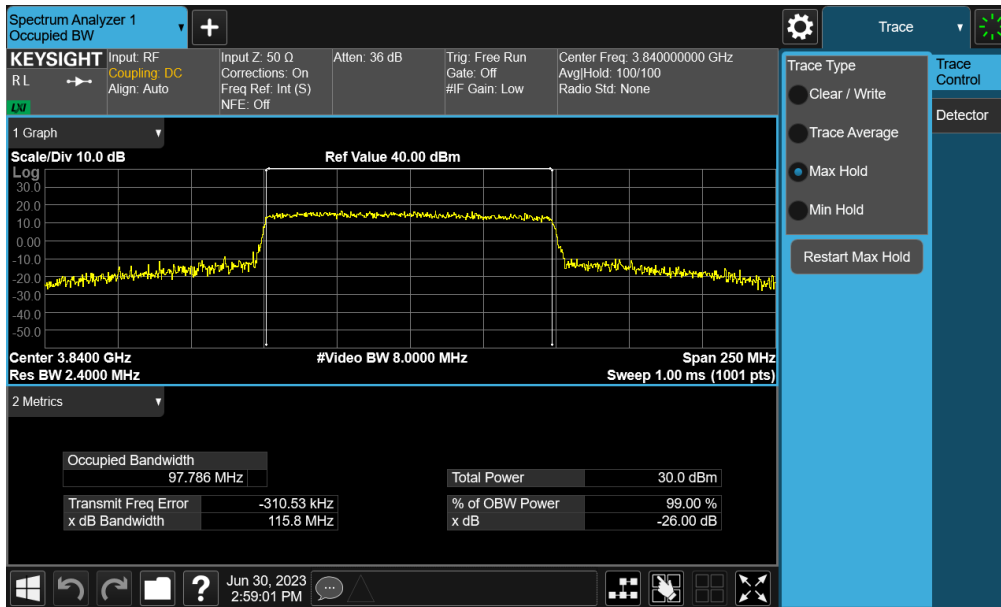 Spectrum Analyzer 1
Occupied BW
+
Trace
KEYSIGHT
R L
LXI
Input: RF
Coupling: DC
Align: Auto
Input Z: 50 Ω
Corrections: On
Freq Ref: Int (S)
NFE: Off
Atten: 36 dB
Trig: Free Run
Gate: Off
#IF Gain: Low
Center Freq: 3.840000000 GHz
Avg|Hold: 100/100
Radio Std: None
1 Graph
Scale/Div 10.0 dB
Ref Value 40.00 dBm
Log
30.0
20.0
10.0
0.00
-10.0
-20.0
-30.0
-40.0
-50.0
Center 3.8400 GHz
#Video BW 8.0000 MHz
Span 250 MHz
Res BW 2.4000 MHz
Sweep 1.00 ms (1001 pts)
2 Metrics
Occupied Bandwidth
97.786 MHz
Transmit Freq Error -310.53 kHz
x dB Bandwidth 115.8 MHz
Total Power 30.0 dBm
% of OBW Power 99.00 %
x dB -26.00 dB
Trace Type
Clear / Write
Trace Average
Max Hold
Min Hold
Restart Max Hold
Trace
Control
Detector
?
Jun 30, 2023
2:59:01 PM